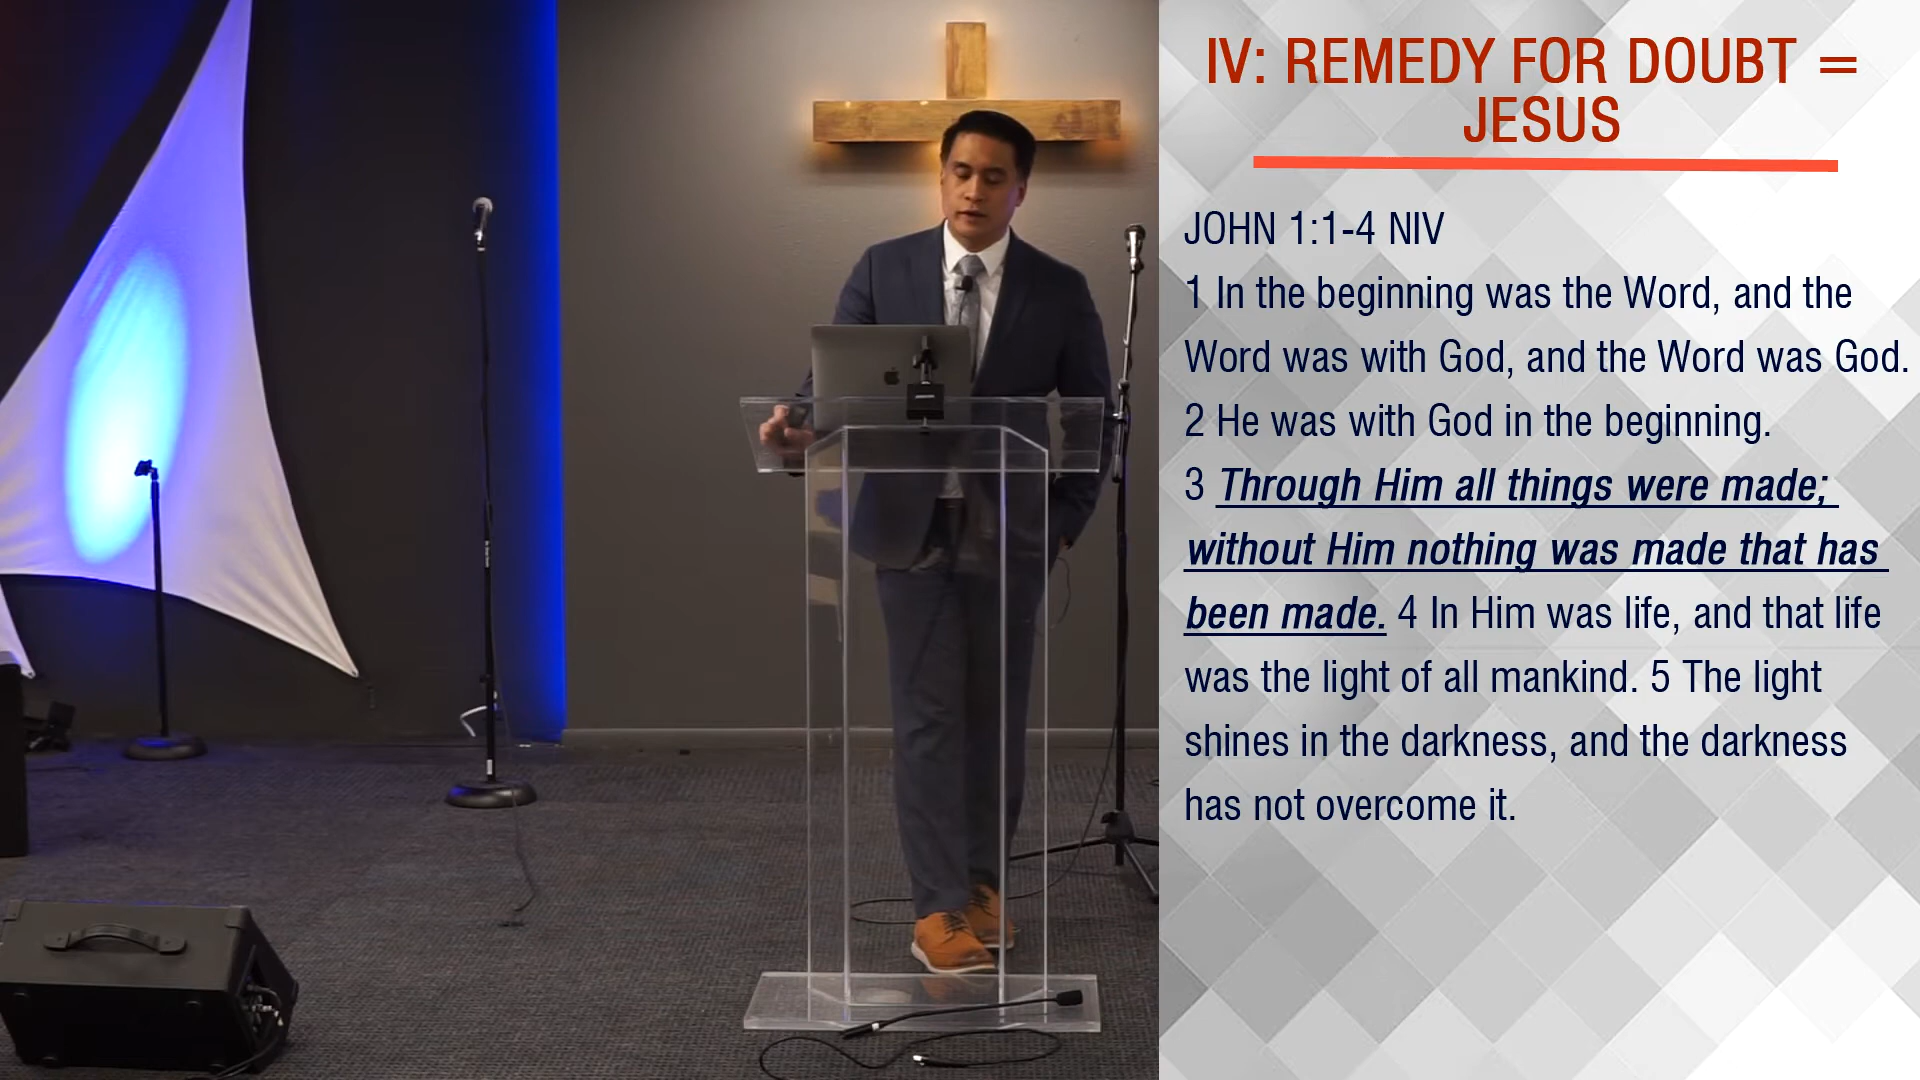 IV: REMEDY FOR DOUBT =
JESUS
JOHN 1:1-4 NIV
1 In the beginning was the Word, and the
Word was with God, and the Word was God.
2 He was with God in the beginning.
3 Through Him all things were made;
without Him nothing was made that has
been made. 4 In Him was life, and that life
was the light of all mankind. 5 The light
shines in the darkness, and the darkness
has not overcome it.